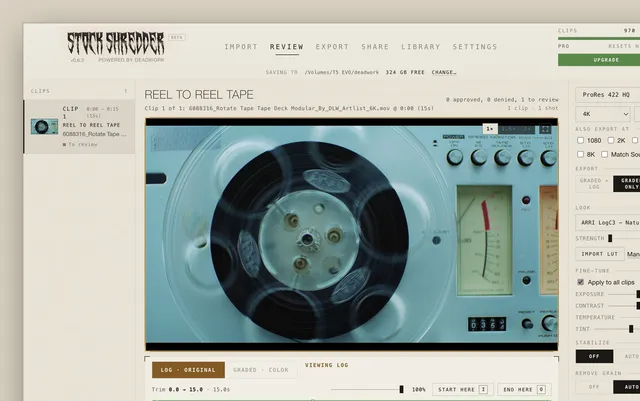 STOCK SHREDDER
BETA
v0.6.2 POWERED BY DEADWORK
IMPORT REVIEW EXPORT SHARE LIBRARY SETTINGS
CLIPS 970
PRO RESETS
UPGRADE
SAVING TO /Volumes/T5 EVO/deadwork 324 GB FREE CHANGE…
CLIPS 1
CLIP 1 0:00 – 0:15 (15s)
REEL TO REEL TAPE
6088316_Rotate Tape …
To review
REEL TO REEL TAPE
Clip 1 of 1: 6088316_Rotate Tape Tape Deck Modular_By_DLW_Artlist_6K.mov @ 0:00 (15s)
0 approved, 0 denied, 1 to review
1 clip · 1 shot
1×
POWER
RESET
LOG · ORIGINAL
GRADED · COLOR
VIEWING LOG
Trim 0.0 → 15.0 · 15.0s
100%
START HERE I
END HERE O
ProRes 422 HQ
4K
ALSO EXPORT AT
1080 2K
8K Match
EXPORT
GRADED + LOG
GRADED ONLY
LOOK
ARRI LogC3 –
STRENGTH
IMPORT LUT
FINE-TUNE
Apply to all clips
EXPOSURE
CONTRAST
TEMPERATURE
TINT
STABILIZE
OFF AUTO
REMOVE GRAIN
OFF AUTO